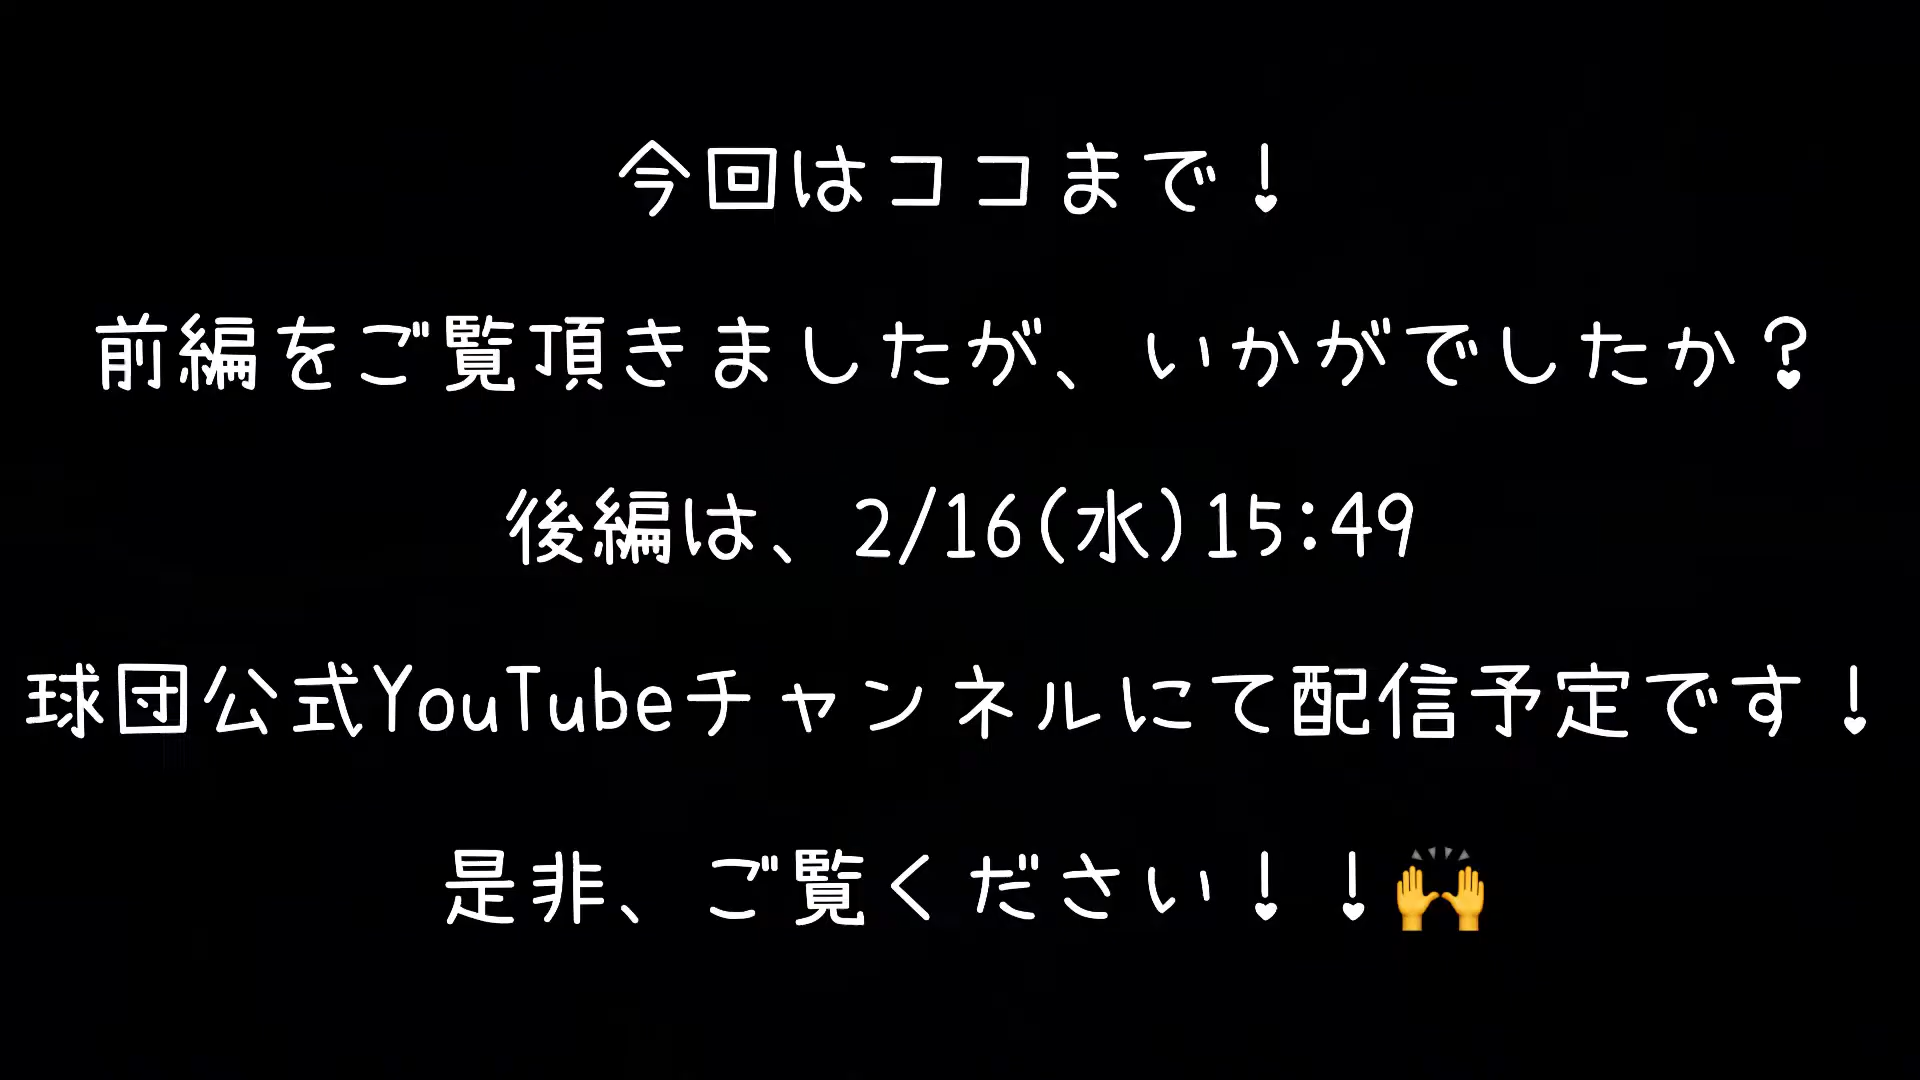 今回はココまで！
前編をご覧頂きましたが、いかがでしたか？
後編は、2/16(水)15:49
球団公式YouTubeチャンネルにて配信予定です！
是非、ご覧ください！！🙌